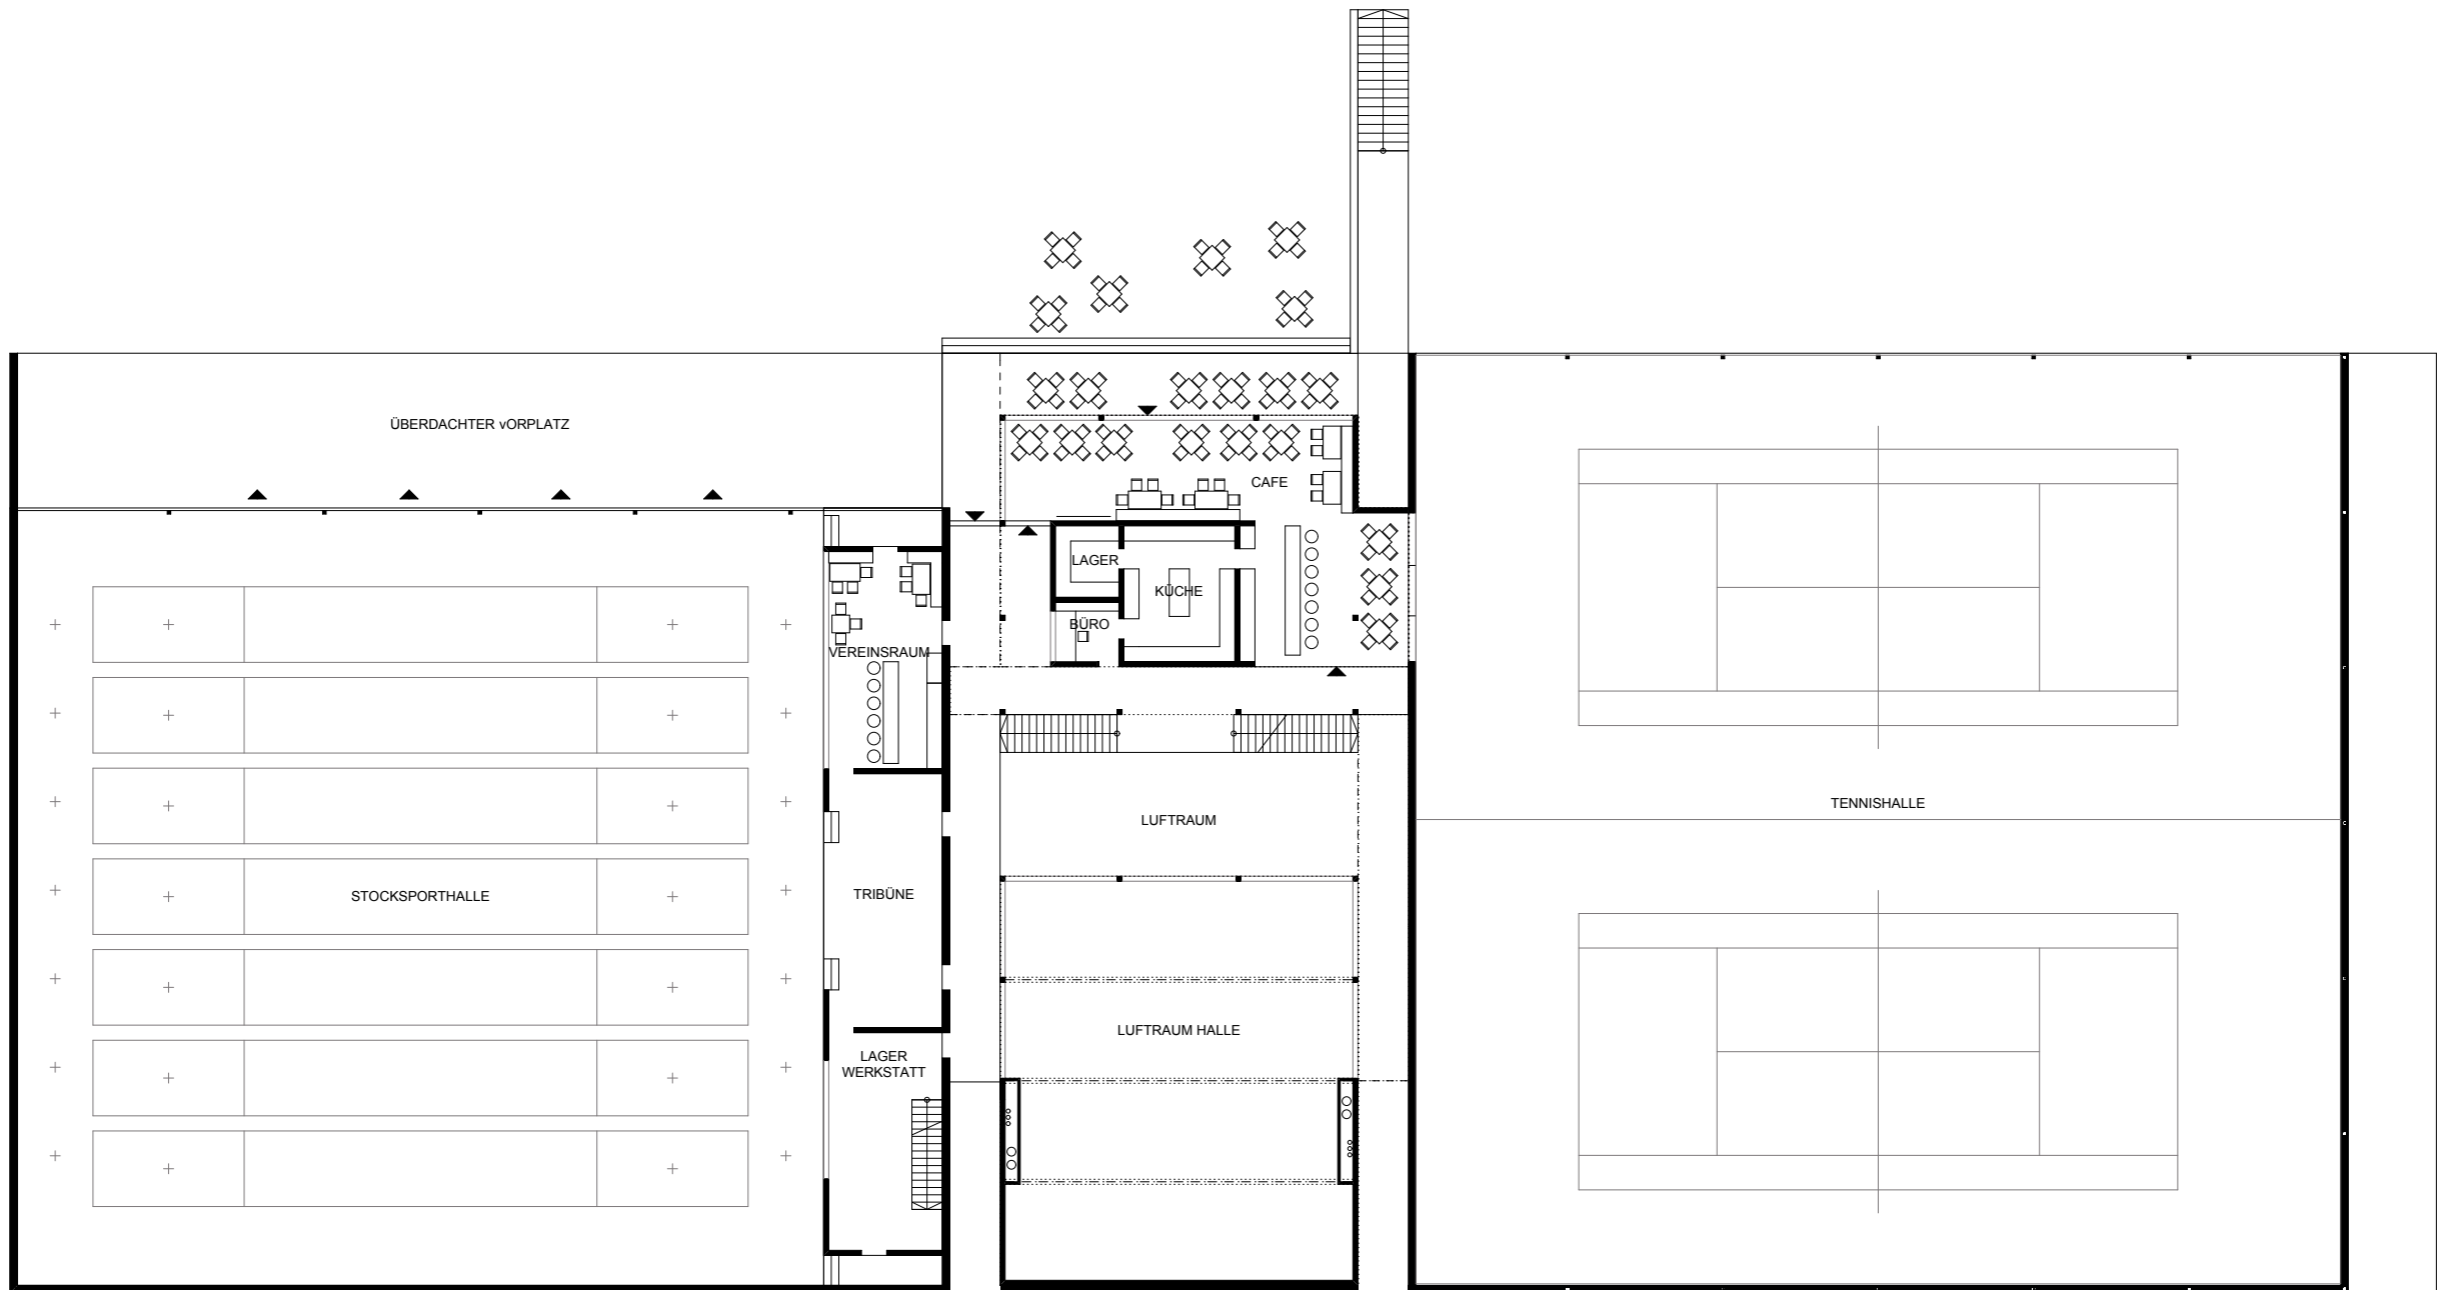 ÜBERDACHTER vORPLATZ
CAFE
LAGER
KÜCHE
BÜRO
VEREINSRAUM
TENNISHALLE
LUFTRAUM
STOCKSPORTHALLE
TRIBÜNE
LUFTRAUM HALLE
LAGER
WERKSTATT